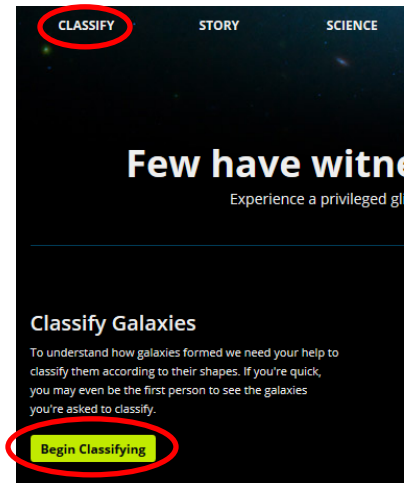 CLASSIFY STORY SCIENCE
Few have witne
Experience a privileged gli
Classify Galaxies
To understand how galaxies formed we need your help to
classify them according to their shapes. If you're quick,
you may even be the first person to see the galaxies
you're asked to classify.
Begin Classifying